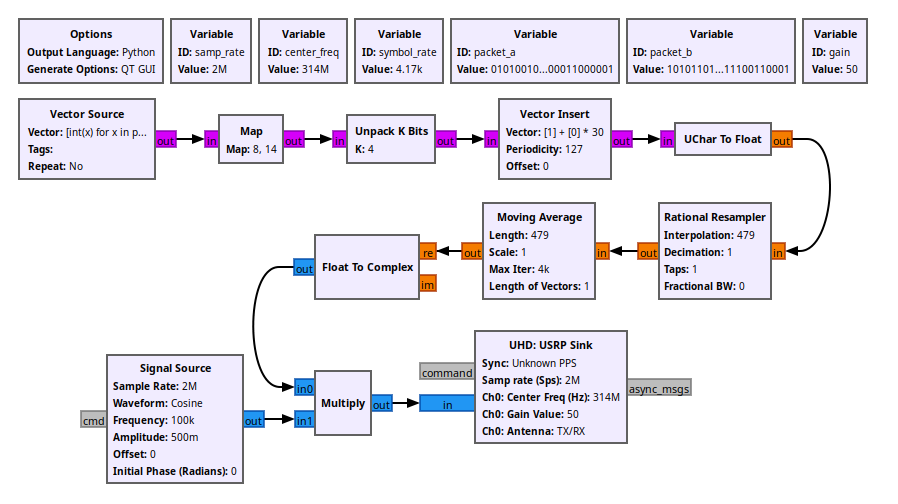 Options
Output Language: Python
Generate Options: QT GUI
Variable
ID: samp_rate
Value: 2M
Variable
ID: center_freq
Value: 314M
Variable
ID: symbol_rate
Value: 4.17k
Variable
ID: packet_a
Value: 01010010...00011000001
Variable
ID: packet_b
Value: 10101101...11100110001
Variable
ID: gain
Value: 50
Vector Source
Vector: [int(x) for x in p...
Tags:
Repeat: No
out
in
Map
Map: 8, 14
out
in
Unpack K Bits
K: 4
out
in
Vector Insert
Vector: [1] + [0] * 30
Periodicity: 127
Offset: 0
out
in
UChar To Float
out
Float To Complex
out
re
im
Moving Average
Length: 479
Scale: 1
Max Iter: 4k
Length of Vectors: 1
out
in
Rational Resampler
Interpolation: 479
Decimation: 1
Taps: 1
Fractional BW: 0
out
in
Signal Source
Sample Rate: 2M
Waveform: Cosine
Frequency: 100k
Amplitude: 500m
Offset: 0
Initial Phase (Radians): 0
cmd
out
in0
in1
Multiply
out
command
in
UHD: USRP Sink
Sync: Unknown PPS
Samp rate (Sps): 2M
Ch0: Center Freq (Hz): 314M
Ch0: Gain Value: 50
Ch0: Antenna: TX/RX
async_msgs